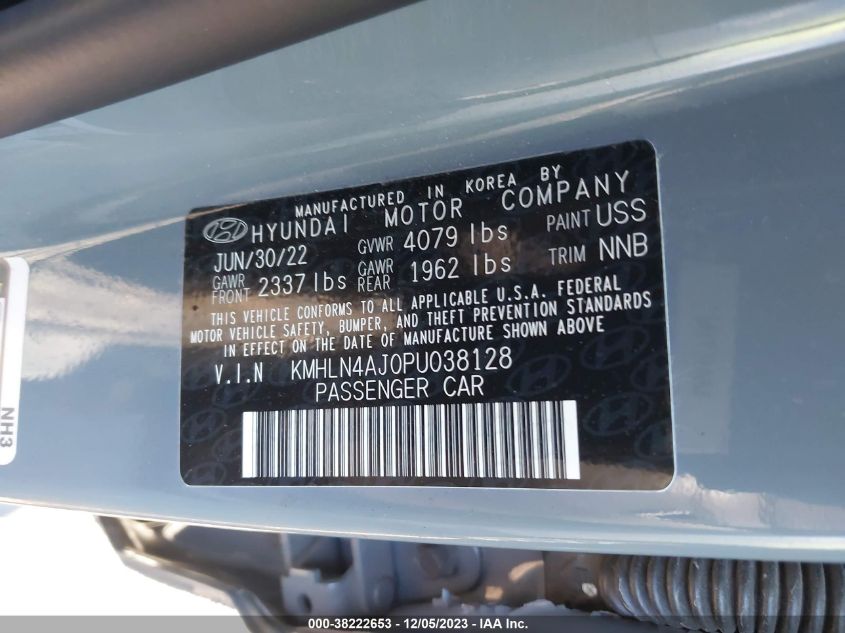 MANUFACTURED IN KOREA BY
HYUNDAI MOTOR COMPANY
JUN/30/22 GVWR 4079 lbs PAINT USS
GAWR FRONT 2337 lbs GAWR REAR 1962 lbs TRIM NNB
THIS VEHICLE CONFORMS TO ALL APPLICABLE U.S.A. FEDERAL
MOTOR VEHICLE SAFETY, BUMPER, AND THEFT PREVENTION STANDARDS
IN EFFECT ON THE DATE OF MANUFACTURE SHOWN ABOVE
V.I.N KMHLN4AJ0PU038128
PASSENGER CAR
NH3
000-38222653 - 12/05/2023 - IAA Inc.